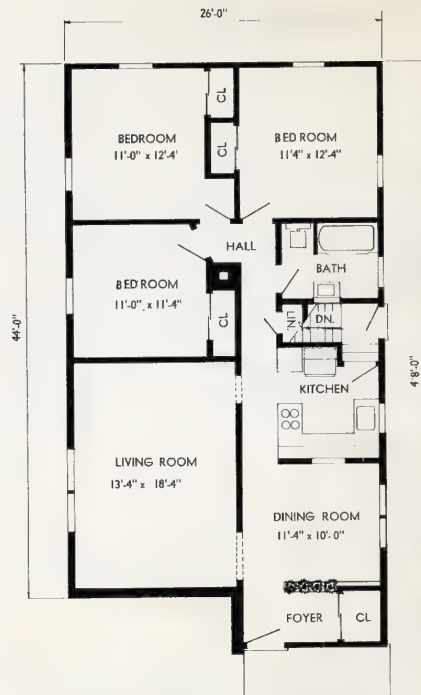 26'-0"
CL
BEDROOM
11'-0" x 12'-4'
BED ROOM
11'4" x 12'-4"
CL
HALL
BATH
BED ROOM
11'-0". x 11'-4"
LIN.
DN.
CL
44'-0"
4'8'-0"
KITCHEN
LIVING ROOM
13'-4" x 18'-4"
DINING ROOM
11'-4" x 10'-0"
FOYER
CL